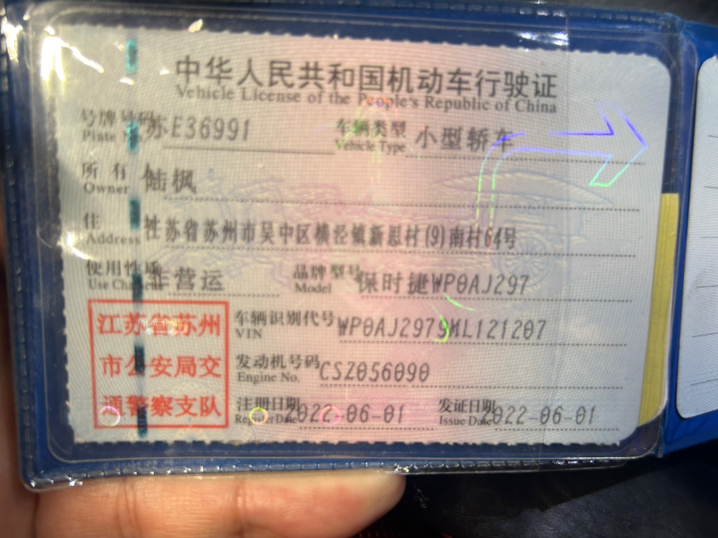 中华人民共和国机动车行驶证
Vehicle License of the People's Republic of China
号牌号码 苏E36991 车辆类型 小型轿车
Plate No. Vehicle Type
所有 陆枫
Owner
住 江苏省苏州市吴中区横泾镇新思村(9)南村64号
Address
使用性质 非营运 品牌型号 保时捷WP0AJ297
Use Cha Model
江苏省苏州 车辆识别代号 WP0AJ297SML121207
VIN
市公安局交 发动机号码 CSZ056090
Engine No.
通警察支队 注册日期 022-06-01 发证日期 022-06-01
Register Date Issue Date